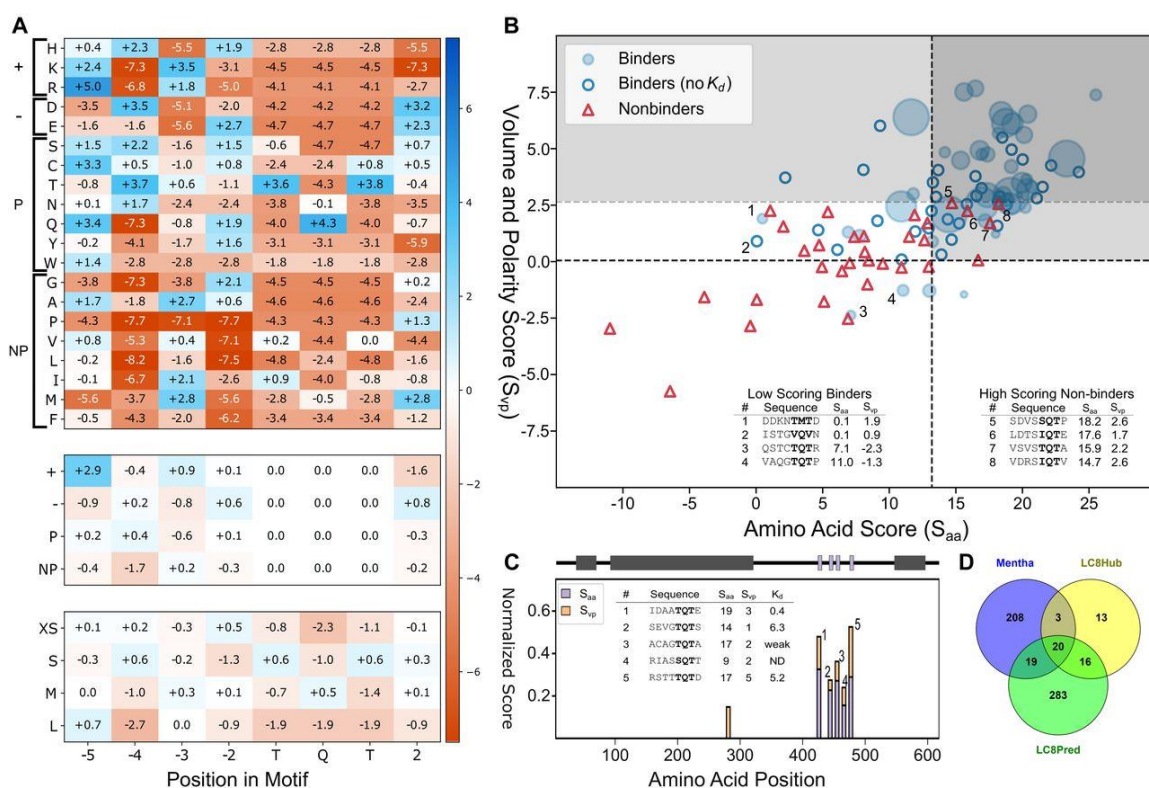 A
+
H +0.4 +2.3 -5.5 +1.9 -2.8 -2.8 -2.8 -5.5
K +2.4 -7.3 +3.5 -3.1 -4.5 -4.5 -4.5 -7.3
R +5.0 -6.8 +1.8 -5.0 -4.1 -4.1 -4.1 -2.7
-
D -3.5 +3.5 -5.1 -2.0 -4.2 -4.2 -4.2 +3.2
E -1.6 -1.6 -5.6 +2.7 -4.7 -4.7 -4.7 +2.3
P
S +1.5 +2.2 -1.6 +1.5 -0.6 -4.7 -4.7 +0.7
C +3.3 +0.5 -1.0 +0.8 -2.4 -2.4 +0.8 +0.5
T -0.8 +3.7 +0.6 -1.1 +3.6 -4.3 +3.8 -0.4
N +0.1 +1.7 -2.4 -2.4 -3.8 -0.1 -3.8 -3.8
Q +3.4 -7.3 -0.8 +1.9 -4.0 +4.3 -4.0 -4.0
Y -0.2 -4.1 -1.7 +1.6 -3.1 -3.1 -3.1 -5.9
W +1.4 -2.8 -2.8 -2.8 -1.8 -1.8 -1.8 -2.8
NP
G -3.8 -7.3 -3.8 +2.1 -4.5 -4.5 -4.5 +0.2
A +1.7 -1.8 +2.7 +0.6 -4.6 -4.6 -4.6 -2.4
P -4.3 -7.7 -7.1 -7.7 -4.3 -4.3 -4.3 +1.3
V +0.8 -5.3 +0.4 -7.1 +0.2 -4.4 0.0 -4.4
L -0.2 -8.2 -1.6 -7.5 -4.8 -2.4 -4.8 -1.6
I -0.1 -6.7 +2.1 -2.6 +0.9 -4.0 -0.8 -0.8
M -5.6 -3.7 +2.8 -5.6 -2.8 -0.5 -2.8 +2.8
F -0.5 -4.3 -2.0 -6.2 -3.4 -3.4 -3.4 -1.2
+ +2.9 -0.4 +0.9 +0.1 0.0 0.0 0.0 -1.6
- -0.9 +0.2 -0.8 +0.6 0.0 0.0 0.0 +0.8
P +0.2 +0.4 -0.6 +0.1 0.0 0.0 0.0 -0.3
NP -0.4 -1.7 +0.2 -0.3 0.0 0.0 0.0 -0.2
XS +0.1 +0.2 -0.3 +0.5 -0.8 -2.3 -1.1 -0.1
S -0.3 +0.6 -0.2 -1.3 +0.6 -1.0 +0.6 +0.3
M 0.0 -1.0 +0.3 +0.1 -0.7 +0.5 -1.4 +0.1
L +0.7 -2.7 0.0 -0.9 -1.9 -1.9 -1.9 -0.9
-5 -4 -3 -2 T Q T 2
Position in Motif
6
4
2
0
−2
−4
−6
B
Binders
Binders (no Kd)
Nonbinders
Volume and Polarity Score (Svp)
7.5
5.0
2.5
0.0
-2.5
-5.0
-7.5
1
2
3
4
5
6
7
8
Low Scoring Binders
# Sequence Saa Svp
1 DDKNTMTD 0.1 1.9
2 ISTGVQVN 0.1 0.9
3 QSTCTQTR 7.1 -2.3
4 VAQGTQTP 11.0 -1.3
High Scoring Non-binders
# Sequence Saa Svp
5 SDVSSQTP 18.2 2.6
6 LDTSIQTE 17.6 1.7
7 VSVSTQTA 15.9 2.2
8 VDRSIQTV 14.7 2.6
-10 -5 0 5 10 15 20 25
Amino Acid Score (Saa)
C
Normalized Score
0.6
0.4
0.2
Saa
Svp
# Sequence Saa Svp Kd
1 IDAATQTE 19 3 0.4
2 SEVGTQTS 14 1 6.3
3 ACAGTQTA 17 2 weak
4 RIASSQTT 9 2 ND
5 RSTTTQTD 17 5 5.2
1
2
3
4
5
100 200 300 400 500 600
Amino Acid Position
D
Mentha
LC8Hub
208
3
13
20
19
16
283
LC8Pred